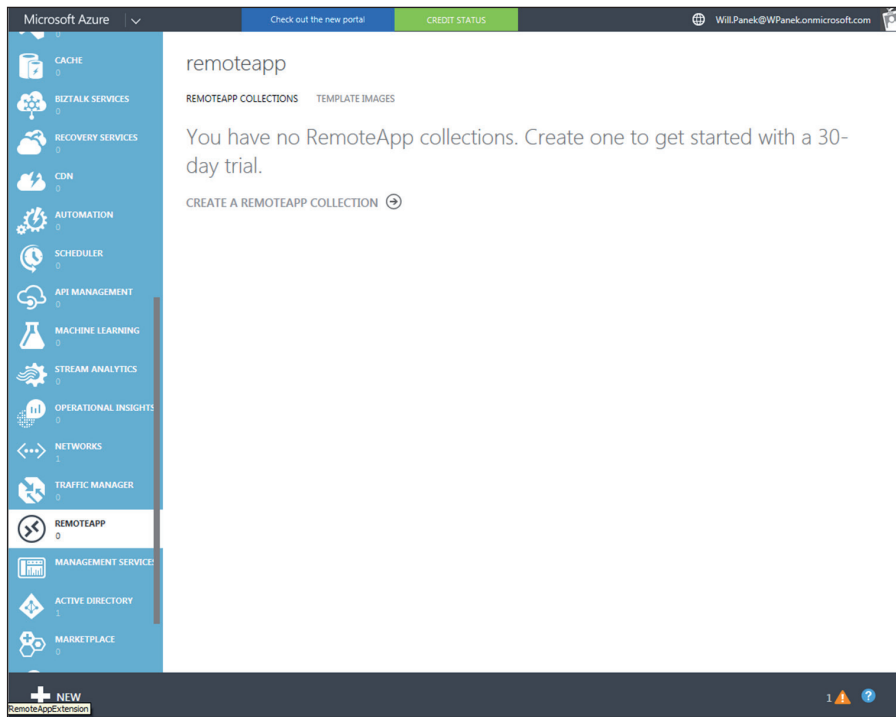 Microsoft Azure
Check out the new portal
CREDIT STATUS
Will.Panek@WPanek.onmicrosoft.com
0
CACHE
0
BIZTALK SERVICES
0
RECOVERY SERVICES
0
CDN
0
AUTOMATION
0
SCHEDULER
0
API MANAGEMENT
0
MACHINE LEARNING
0
STREAM ANALYTICS
0
OPERATIONAL INSIGHTS
0
NETWORKS
1
TRAFFIC MANAGER
0
REMOTEAPP
0
MANAGEMENT SERVICES
ACTIVE DIRECTORY
1
MARKETPLACE
0
remoteapp
REMOTEAPP COLLECTIONS TEMPLATE IMAGES
You have no RemoteApp collections. Create one to get started with a 30-
day trial.
CREATE A REMOTEAPP COLLECTION
NEW
RemoteAppExtension
1
?